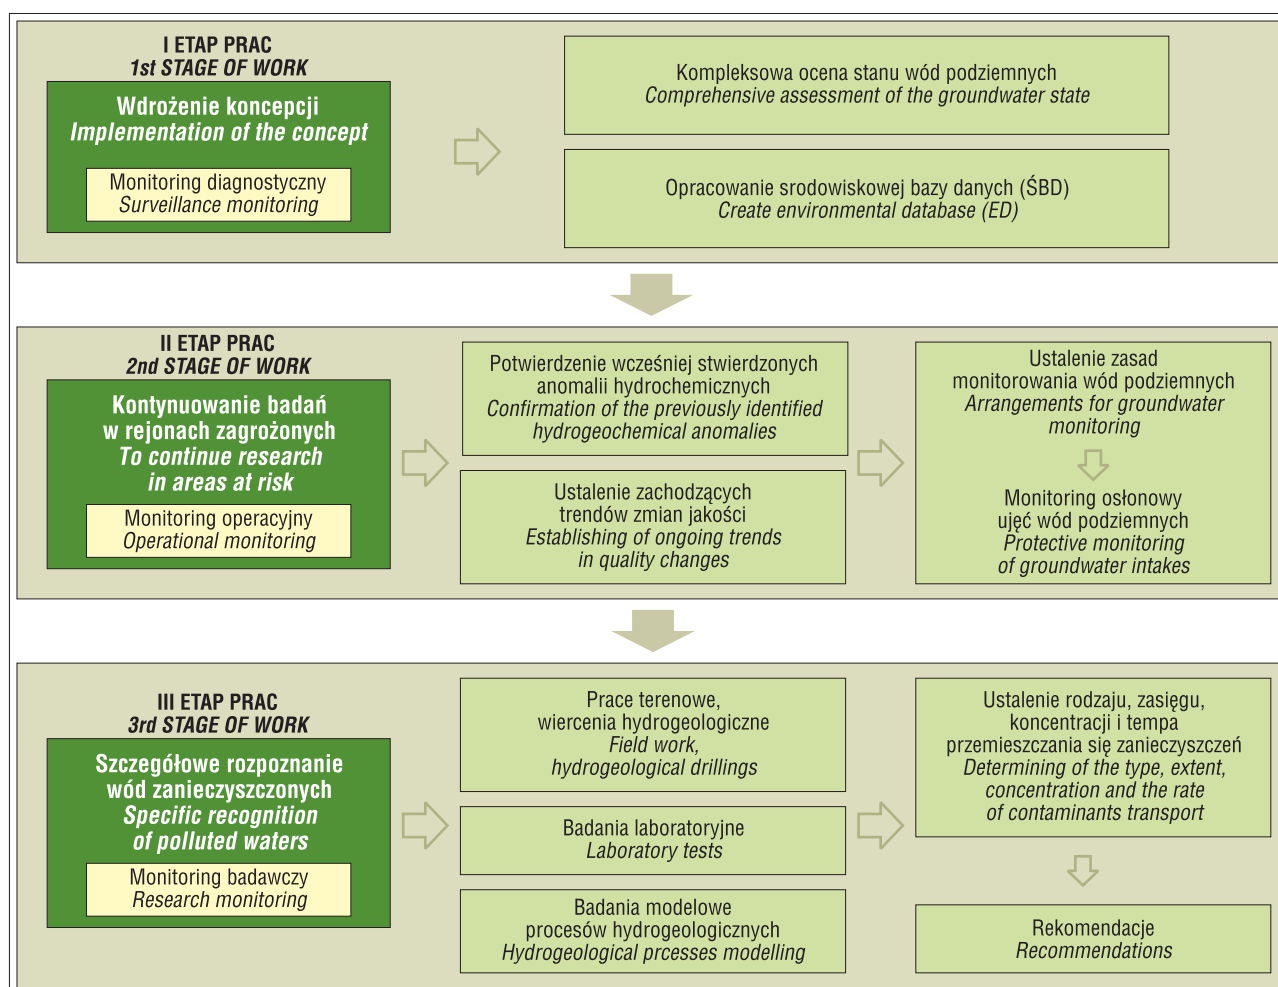 I ETAP PRAC
1st STAGE OF WORK
Wdrożenie koncepcji
Implementation of the concept
Monitoring diagnostyczny
Surveillance monitoring
Kompleksowa ocena stanu wód podziemnych
Comprehensive assessment of the groundwater state
Opracowanie srodowiskowej bazy danych (ŚBD)
Create environmental database (ED)
II ETAP PRAC
2nd STAGE OF WORK
Kontynuowanie badań
w rejonach zagrożonych
To continue research
in areas at risk
Monitoring operacyjny
Operational monitoring
Potwierdzenie wcześniej stwierdzonych
anomalii hydrochemicznych
Confirmation of the previously identified
hydrogeochemical anomalies
Ustalenie zachodzących
trendów zmian jakości
Establishing of ongoing trends
in quality changes
Ustalenie zasad
monitorowania wód podziemnych
Arrangements for groundwater
monitoring
Monitoring osłonowy
ujęć wód podziemnych
Protective monitoring
of groundwater intakes
III ETAP PRAC
3rd STAGE OF WORK
Szczegółowe rozpoznanie
wód zanieczyszczonych
Specific recognition
of polluted waters
Monitoring badawczy
Research monitoring
Prace terenowe,
wiercenia hydrogeologiczne
Field work,
hydrogeological drillings
Badania laboratoryjne
Laboratory tests
Badania modelowe
procesów hydrogeologicznych
Hydrogeological prcesses modelling
Ustalenie rodzaju, zasięgu,
koncentracji i tempa
przemieszczania się zanieczyszczeń
Determining of the type, extent,
concentration and the rate
of contaminants transport
Rekomendacje
Recommendations